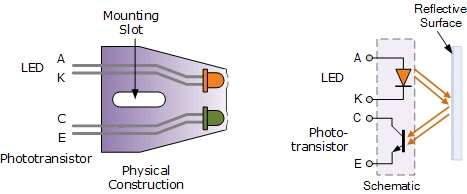 Mounting
Slot
LED
A
K
C
E
Phototransistor
Physical
Construction
Reflective
Surface
A
LED
K
C
Photo-
transistor
E
Schematic